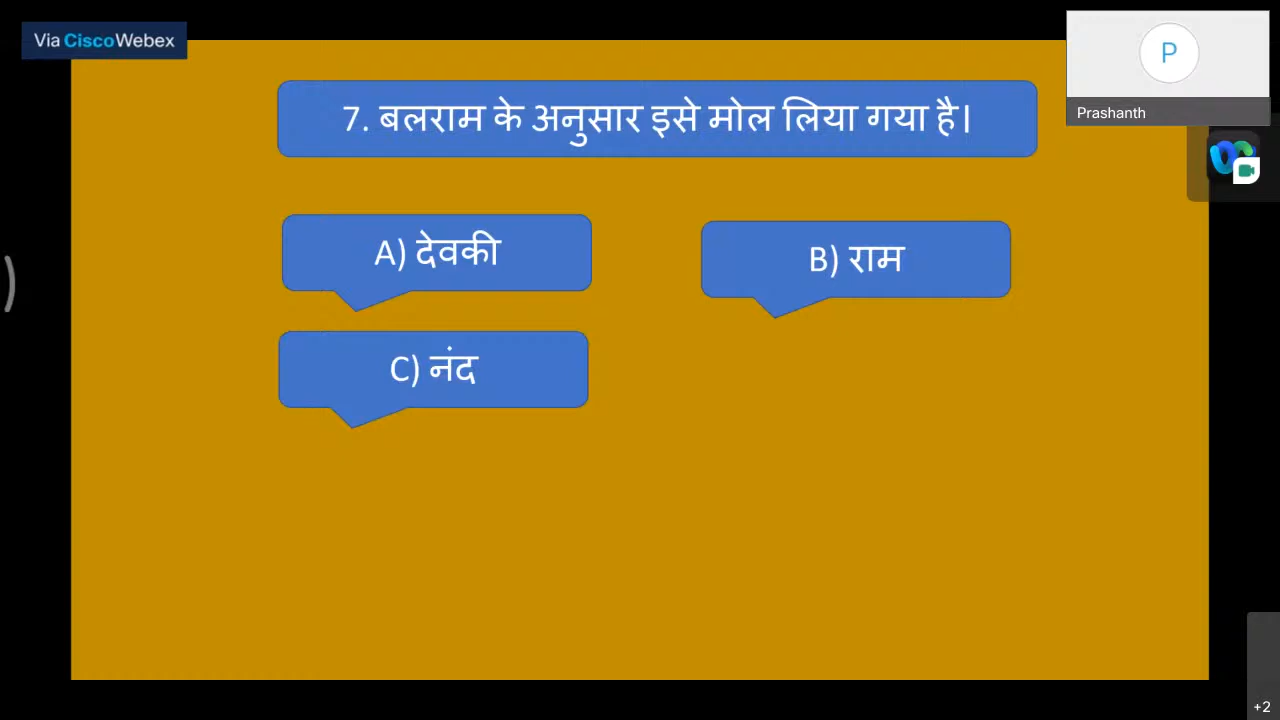 Via CiscoWebex
P
Prashanth
7. बलराम के अनुसार इसे मोल लिया गया है।
A) देवकी
B) राम
C) नंद
+2